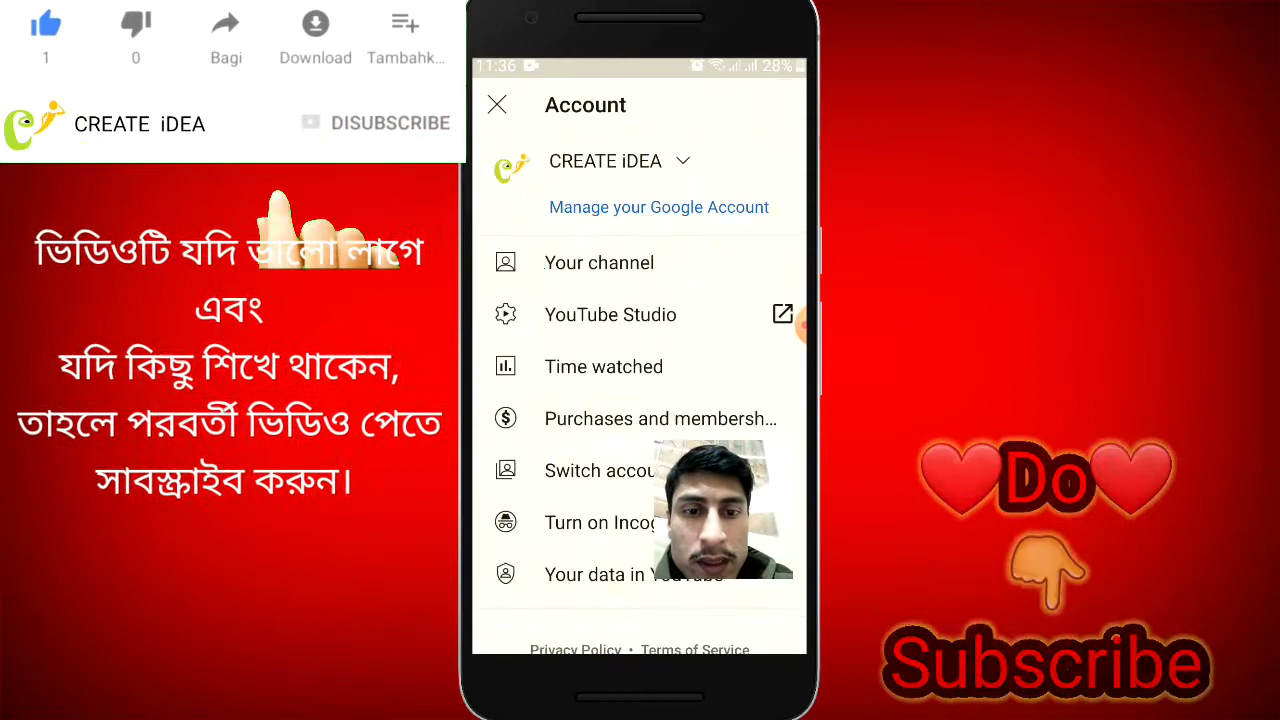 1
0
Bagi
Download
Tambahk...
CREATE iDEA
DISUBSCRIBE
ভিডিওটি যদি ভালো লাগে
এবং
যদি কিছু শিখে থাকেন,
তাহলে পরবর্তী ভিডিও পেতে
সাবস্ক্রাইব করুন।
11:36
28%
Account
CREATE iDEA
Manage your Google Account
Your channel
YouTube Studio
Time watched
Purchases and membersh...
Switch accou
Turn on Incog
Your data in YouTube
Privacy Policy • Terms of Service
Do
Subscribe